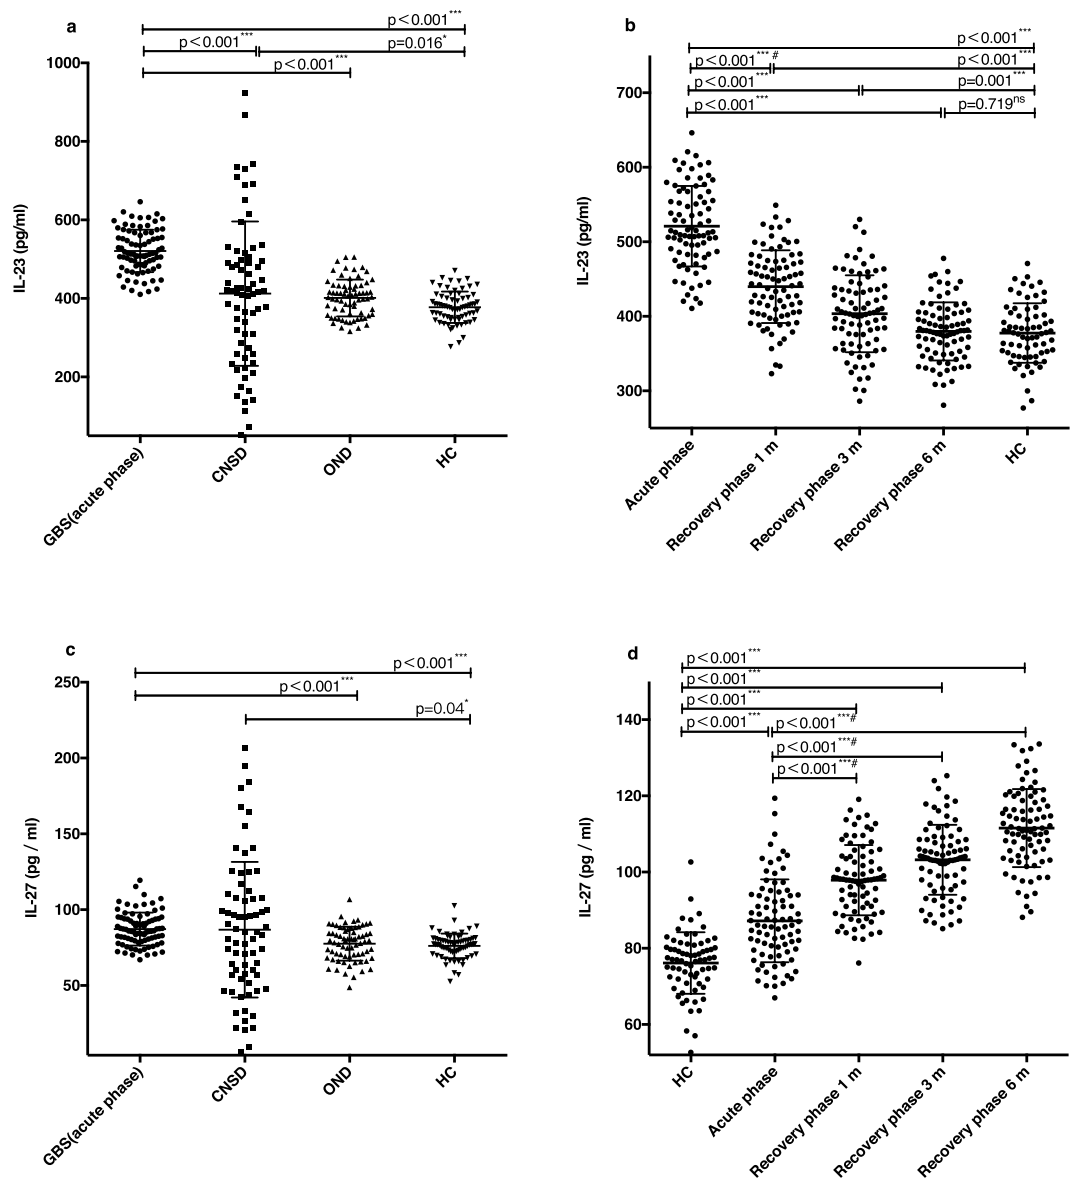 a
p<0.001***
p<0.001***
p=0.016*
p<0.001***
1000
800
600
400
200
IL-23 (pg/ml)
GBS(acute phase)
CNSD
OND
HC
b
p<0.001***
p<0.001*** #
p<0.001***
p<0.001***
p=0.001***
p<0.001***
p=0.719ns
700
600
500
400
300
IL-23 (pg/ml)
Acute phase
Recovery phase 1 m
Recovery phase 3 m
Recovery phase 6 m
HC
c
p<0.001***
p<0.001***
p=0.04*
250
200
150
100
50
IL-27 (pg / ml)
GBS(acute phase)
CNSD
OND
HC
d
p<0.001***
p<0.001***
p<0.001***
p<0.001***
p<0.001***#
p<0.001***#
p<0.001***#
140
120
100
80
60
IL-27 (pg / ml)
HC
Acute phase
Recovery phase 1 m
Recovery phase 3 m
Recovery phase 6 m